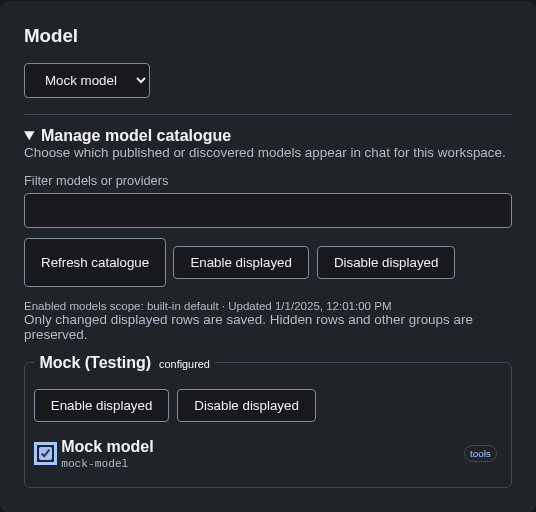 Model
Mock model
Manage model catalogue
Choose which published or discovered models appear in chat for this workspace.
Filter models or providers
Refresh catalogue Enable displayed Disable displayed
Enabled models scope: built-in default · Updated 1/1/2025, 12:01:00 PM
Only changed displayed rows are saved. Hidden rows and other groups are
preserved.
Mock (Testing) configured
Enable displayed Disable displayed
Mock model
mock-model
tools